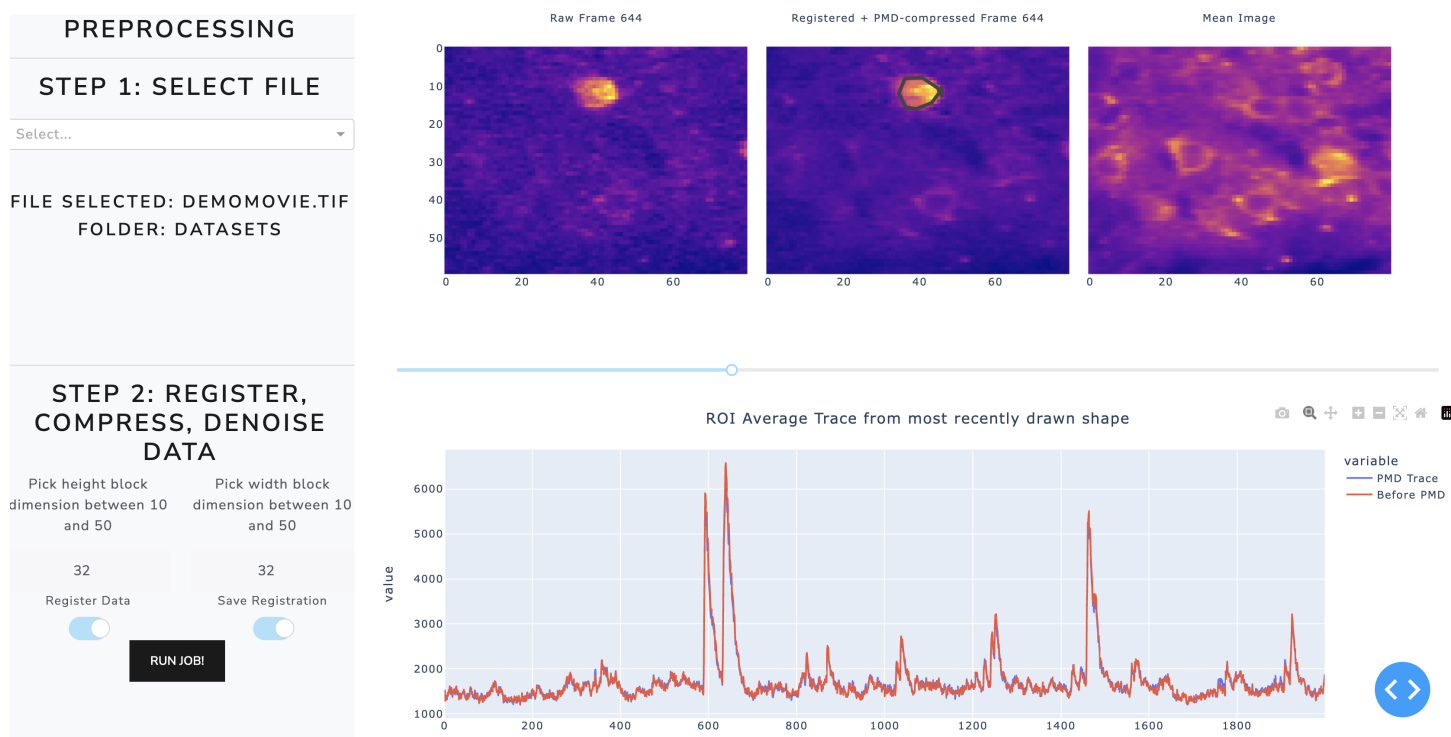 PREPROCESSING
STEP 1: SELECT FILE
Select...
FILE SELECTED: DEMOMOVIE.TIF
FOLDER: DATASETS
STEP 2: REGISTER,
COMPRESS, DENOISE
DATA
Pick height block
dimension between 10
and 50
Pick width block
dimension between 10
and 50
32
32
Register Data
Save Registration
RUN JOB!
Raw Frame 644
Registered + PMD-compressed Frame 644
Mean Image
0
10
20
30
40
50
0 20 40 60
0 20 40 60
0 20 40 60
ROI Average Trace from most recently drawn shape
variable
PMD Trace
Before PMD
value
6000
5000
4000
3000
2000
1000
0 200 400 600 800 1000 1200 1400 1600 1800